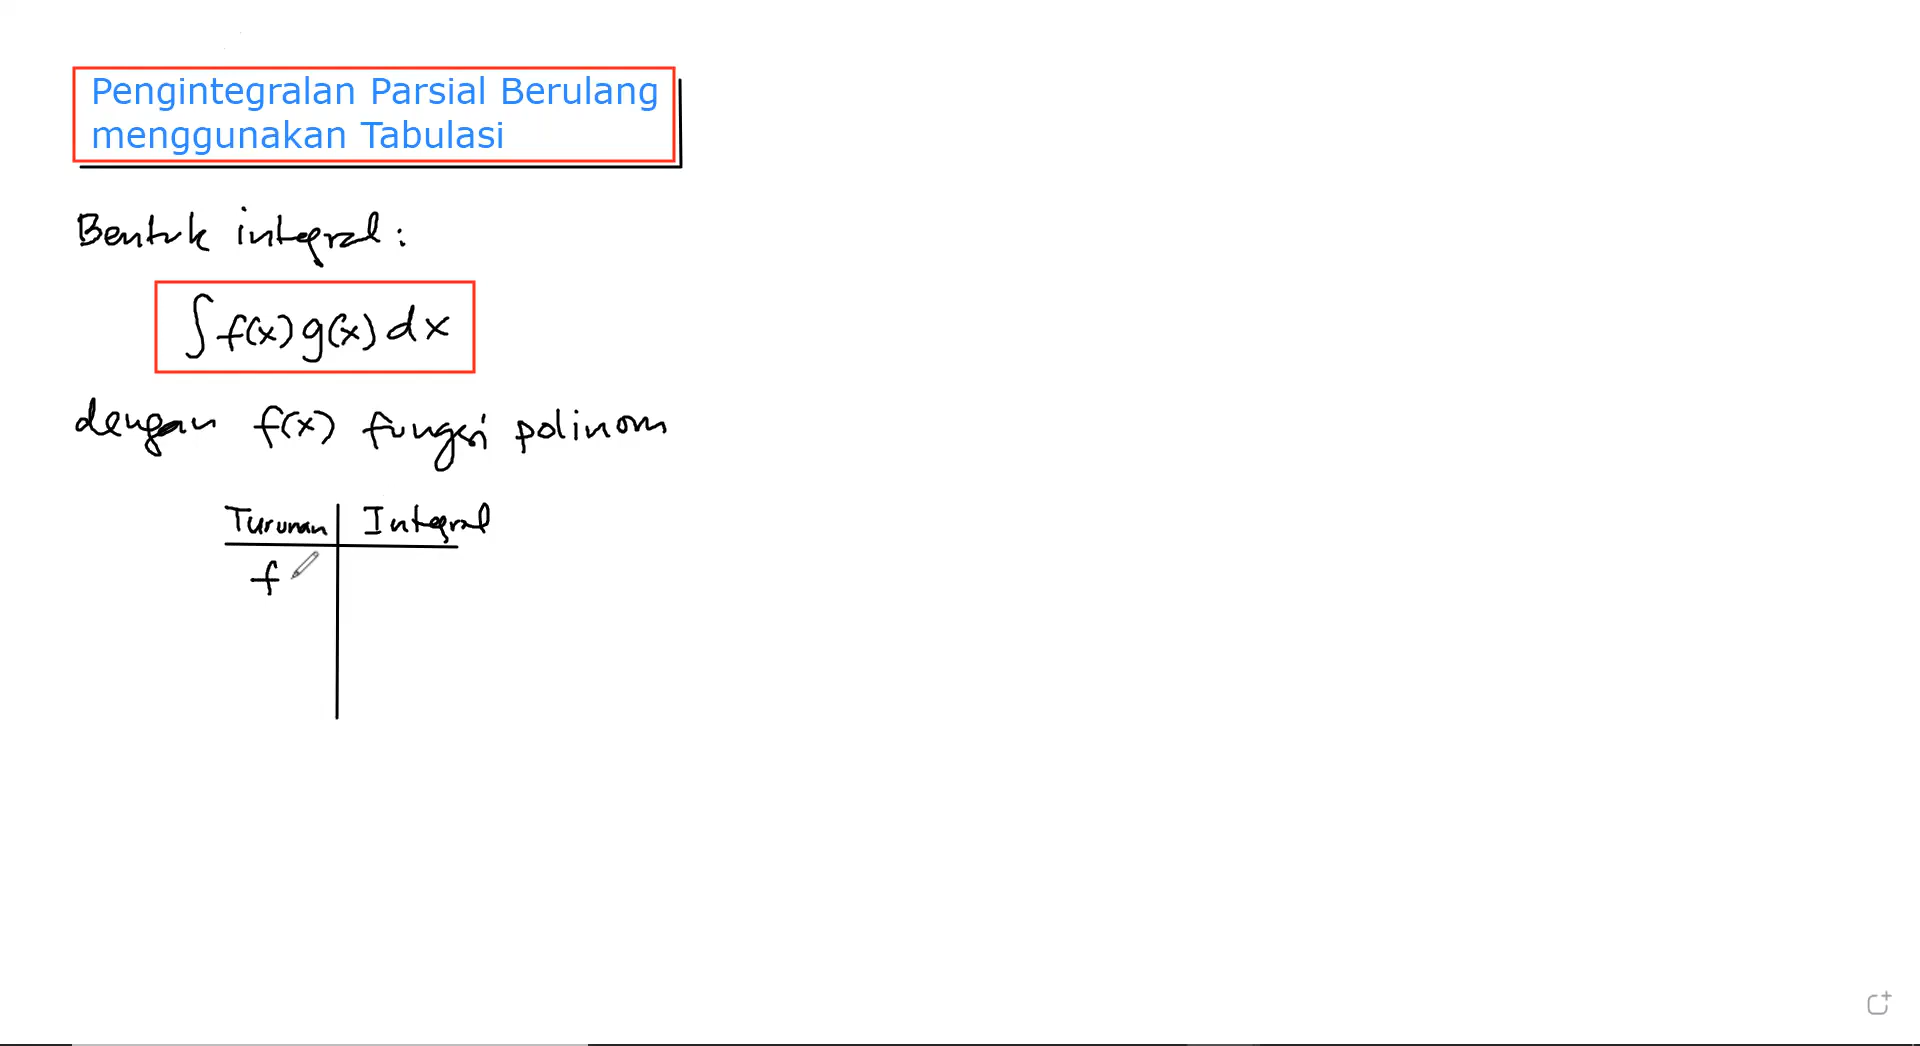 Pengintegralan Parsial Berulang
menggunakan Tabulasi
Bentuk integral :
∫ f(x) g(x) dx
dengan f(x) fungsi polinom
Turunan Integral
f